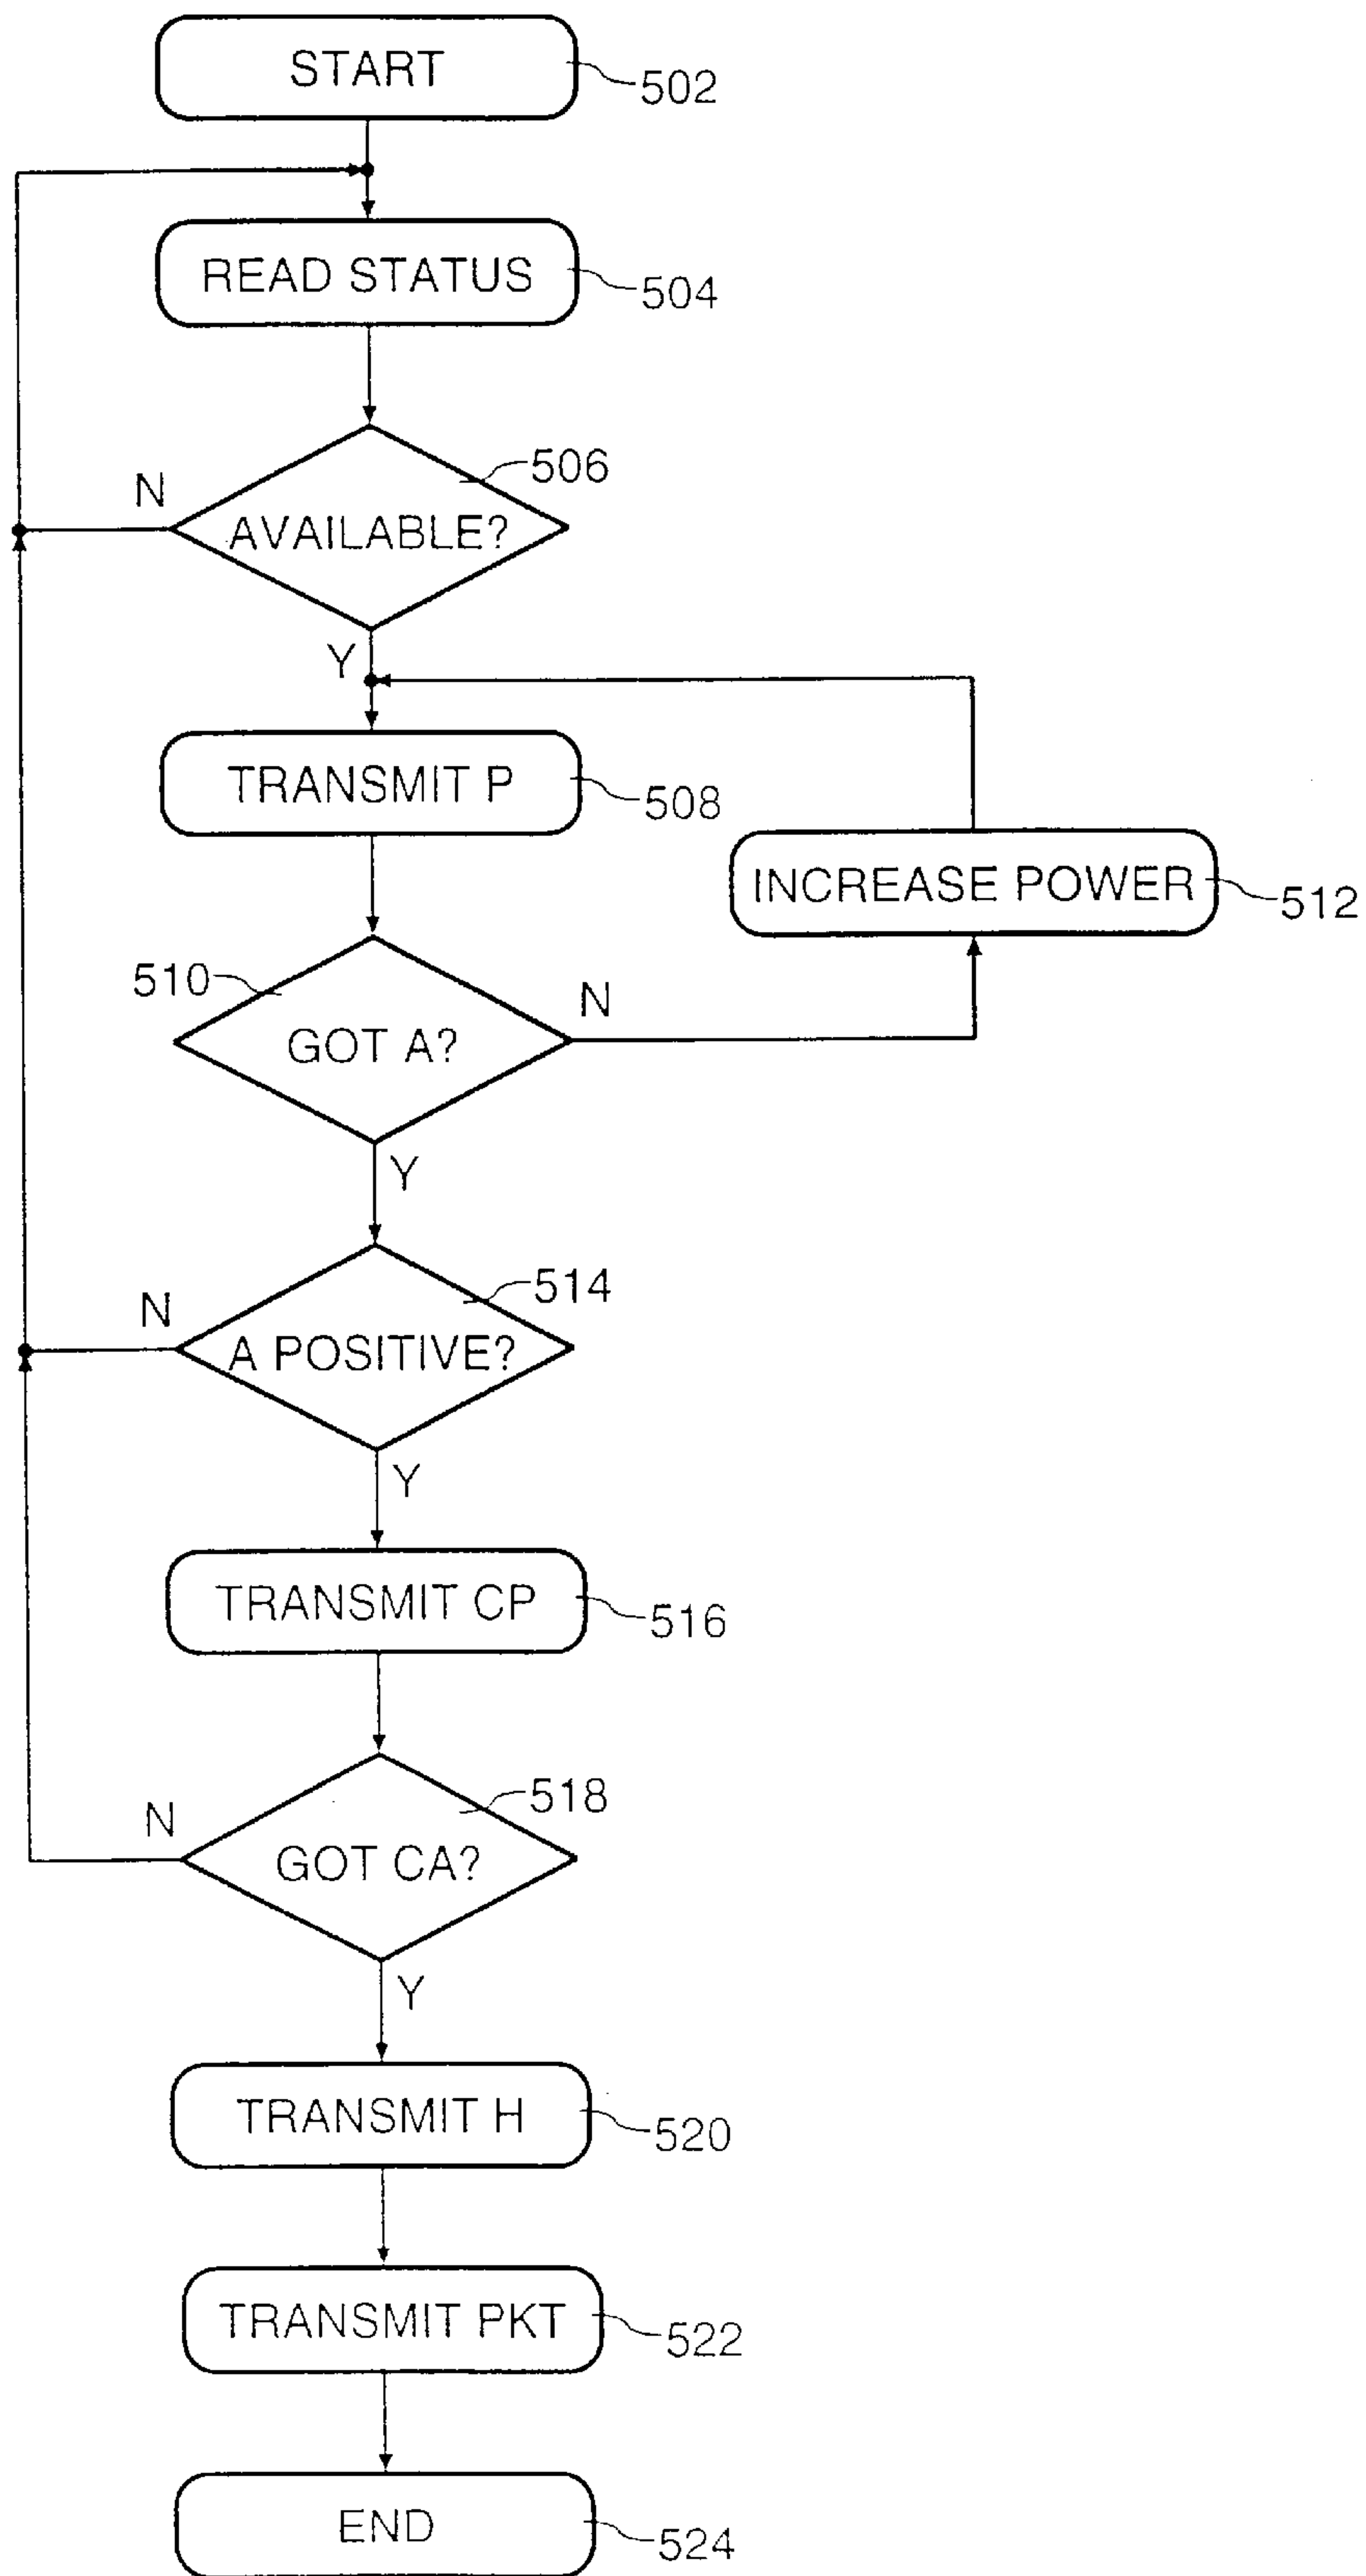 START
502
READ STATUS
504
506
N
AVAILABLE?
Y
TRANSMIT P
508
INCREASE POWER
512
510
N
GOT A?
Y
514
N
A POSITIVE?
Y
TRANSMIT CP
516
518
N
GOT CA?
Y
TRANSMIT H
520
TRANSMIT PKT
522
END
524